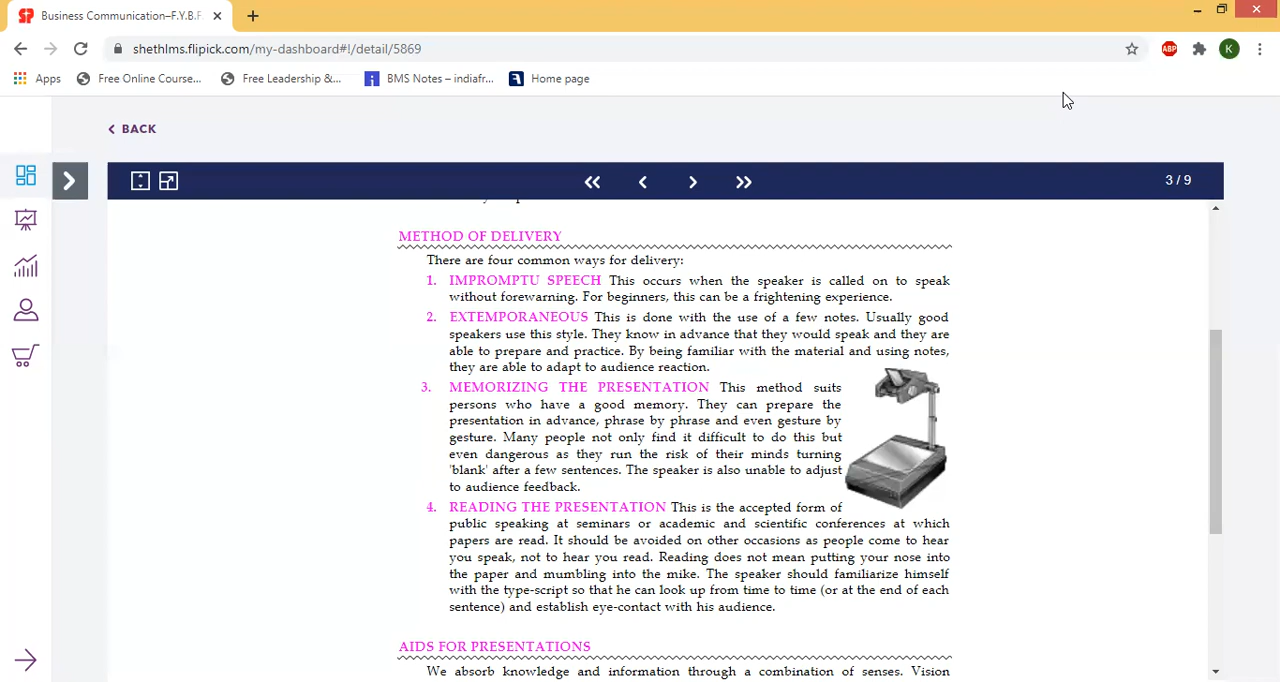 Business Communication–F.Y.B.F.
shethlms.flipick.com/my-dashboard#!/detail/5869
ABP
K
Apps
Free Online Course...
Free Leadership &...
BMS Notes – indiafr...
Home page
BACK
3 / 9
METHOD OF DELIVERY
There are four common ways for delivery:
1. IMPROMPTU SPEECH This occurs when the speaker is called on to speak
without forewarning. For beginners, this can be a frightening experience.
2. EXTEMPORANEOUS This is done with the use of a few notes. Usually good
speakers use this style. They know in advance that they would speak and they are
able to prepare and practice. By being familiar with the material and using notes,
they are able to adapt to audience reaction.
3. MEMORIZING THE PRESENTATION This method suits
persons who have a good memory. They can prepare the
presentation in advance, phrase by phrase and even gesture by
gesture. Many people not only find it difficult to do this but
even dangerous as they run the risk of their minds turning
'blank' after a few sentences. The speaker is also unable to adjust
to audience feedback.
4. READING THE PRESENTATION This is the accepted form of
public speaking at seminars or academic and scientific conferences at which
papers are read. It should be avoided on other occasions as people come to hear
you speak, not to hear you read. Reading does not mean putting your nose into
the paper and mumbling into the mike. The speaker should familiarize himself
with the type-script so that he can look up from time to time (or at the end of each
sentence) and establish eye-contact with his audience.
AIDS FOR PRESENTATIONS
We absorb knowledge and information through a combination of senses. Vision